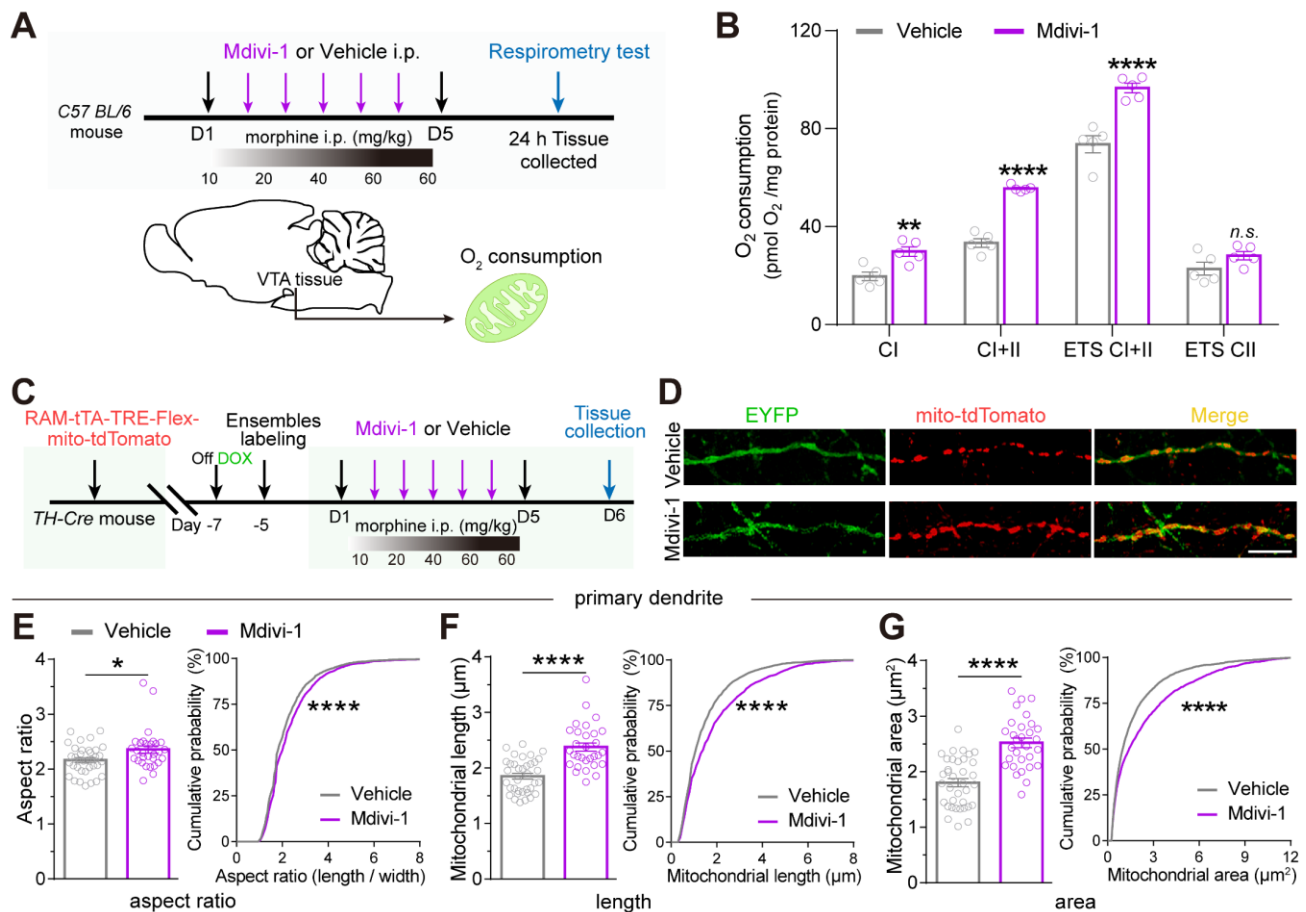 A
Mdivi-1 or Vehicle i.p.
Respirometry test
C57 BL/6
mouse
D1
D5
24 h Tissue
collected
morphine i.p. (mg/kg)
10 20 40 60 60
VTA tissue
O2 consumption
B
Vehicle
Mdivi-1
O2 consumption
(pmol O2 /mg protein)
120
80
40
0
**
****
****
n.s.
CI
CI+II
ETS CI+II
ETS CII
C
RAM-tTA-TRE-Flex-
mito-tdTomato
Ensembles
labeling
Off DOX
Mdivi-1 or Vehicle
Tissue
collection
TH-Cre mouse
Day -7 -5
D1
D5
D6
morphine i.p. (mg/kg)
10 20 40 60 60
D
EYFP
mito-tdTomato
Merge
Vehicle
Mdivi-1
primary dendrite
E
Vehicle
Mdivi-1
Aspect ratio
4
3
2
1
0
*
Cumulative probability (%)
100
75
50
25
0
****
Vehicle
Mdivi-1
0 2 4 6 8
Aspect ratio (length / width)
aspect ratio
F
Mitochondrial length (μm)
4
3
2
1
0
****
Cumulative probability (%)
100
75
50
25
0
****
Vehicle
Mdivi-1
0 2 4 6 8
Mitochondrial length (μm)
length
G
Mitochondrial area (μm²)
4
3
2
1
0
****
Cumulative probability (%)
100
75
50
25
0
****
Vehicle
Mdivi-1
0 3 6 9 12
Mitochondrial area (μm²)
area